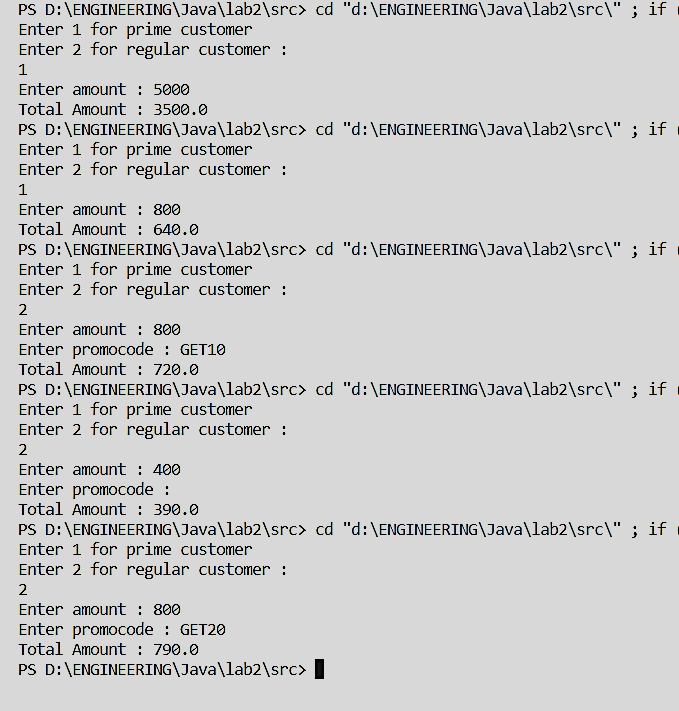 PS D:\ENGINEERING\Java\lab2\src> cd "d:\ENGINEERING\Java\lab2\src\" ; if (
Enter 1 for prime customer
Enter 2 for regular customer :
1
Enter amount : 5000
Total Amount : 3500.0
PS D:\ENGINEERING\Java\lab2\src> cd "d:\ENGINEERING\Java\lab2\src\" ; if (
Enter 1 for prime customer
Enter 2 for regular customer :
1
Enter amount : 800
Total Amount : 640.0
PS D:\ENGINEERING\Java\lab2\src> cd "d:\ENGINEERING\Java\lab2\src\" ; if (
Enter 1 for prime customer
Enter 2 for regular customer :
2
Enter amount : 800
Enter promocode : GET10
Total Amount : 720.0
PS D:\ENGINEERING\Java\lab2\src> cd "d:\ENGINEERING\Java\lab2\src\" ; if (
Enter 1 for prime customer
Enter 2 for regular customer :
2
Enter amount : 400
Enter promocode :
Total Amount : 390.0
PS D:\ENGINEERING\Java\lab2\src> cd "d:\ENGINEERING\Java\lab2\src\" ; if (
Enter 1 for prime customer
Enter 2 for regular customer :
2
Enter amount : 800
Enter promocode : GET20
Total Amount : 790.0
PS D:\ENGINEERING\Java\lab2\src>